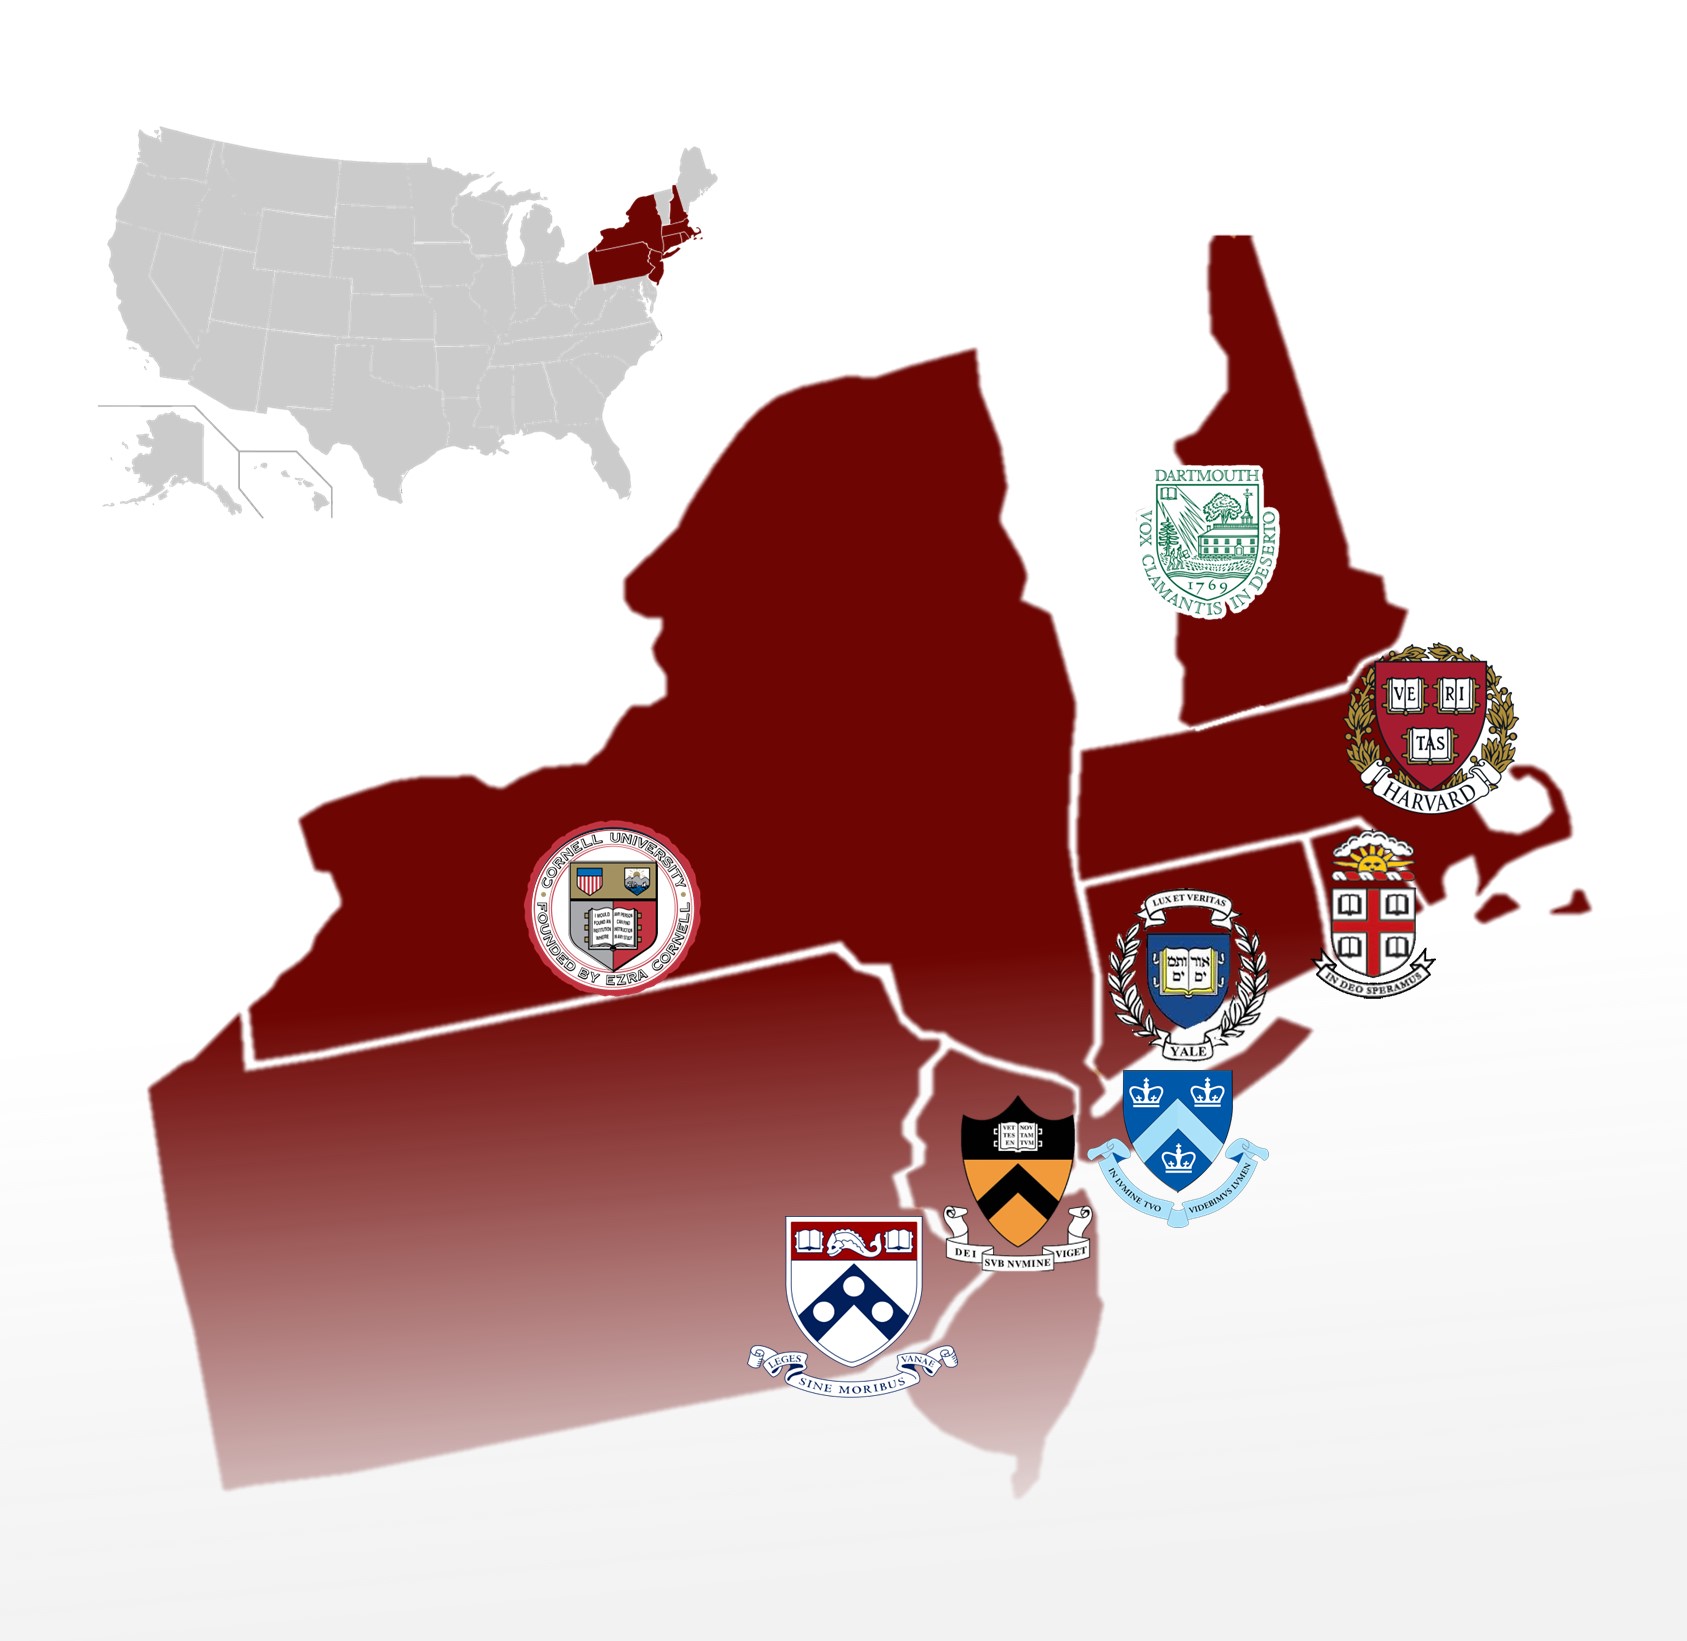 DARTMOUTH
VOX CLAMANTIS IN DESERTO
1769
VE RI
TAS
HARVARD
CORNELL UNIVERSITY
FOUNDED BY EZRA CORNELL
I WOULD
FOUND AN
INSTITUTION
WHERE
ANY PERSON
CAN FIND
INSTRUCTION
IN ANY STUDY
LUX ET VERITAS
אורים
ותמים
YALE
IN DEO SPERAMUS
IN LVMINE TVO VIDEBIMVS LVMEN
VET NOV
TES TAM
EN TVM
DEI SVB NVMINE VIGET
LEGES SINE MORIBUS VANAE